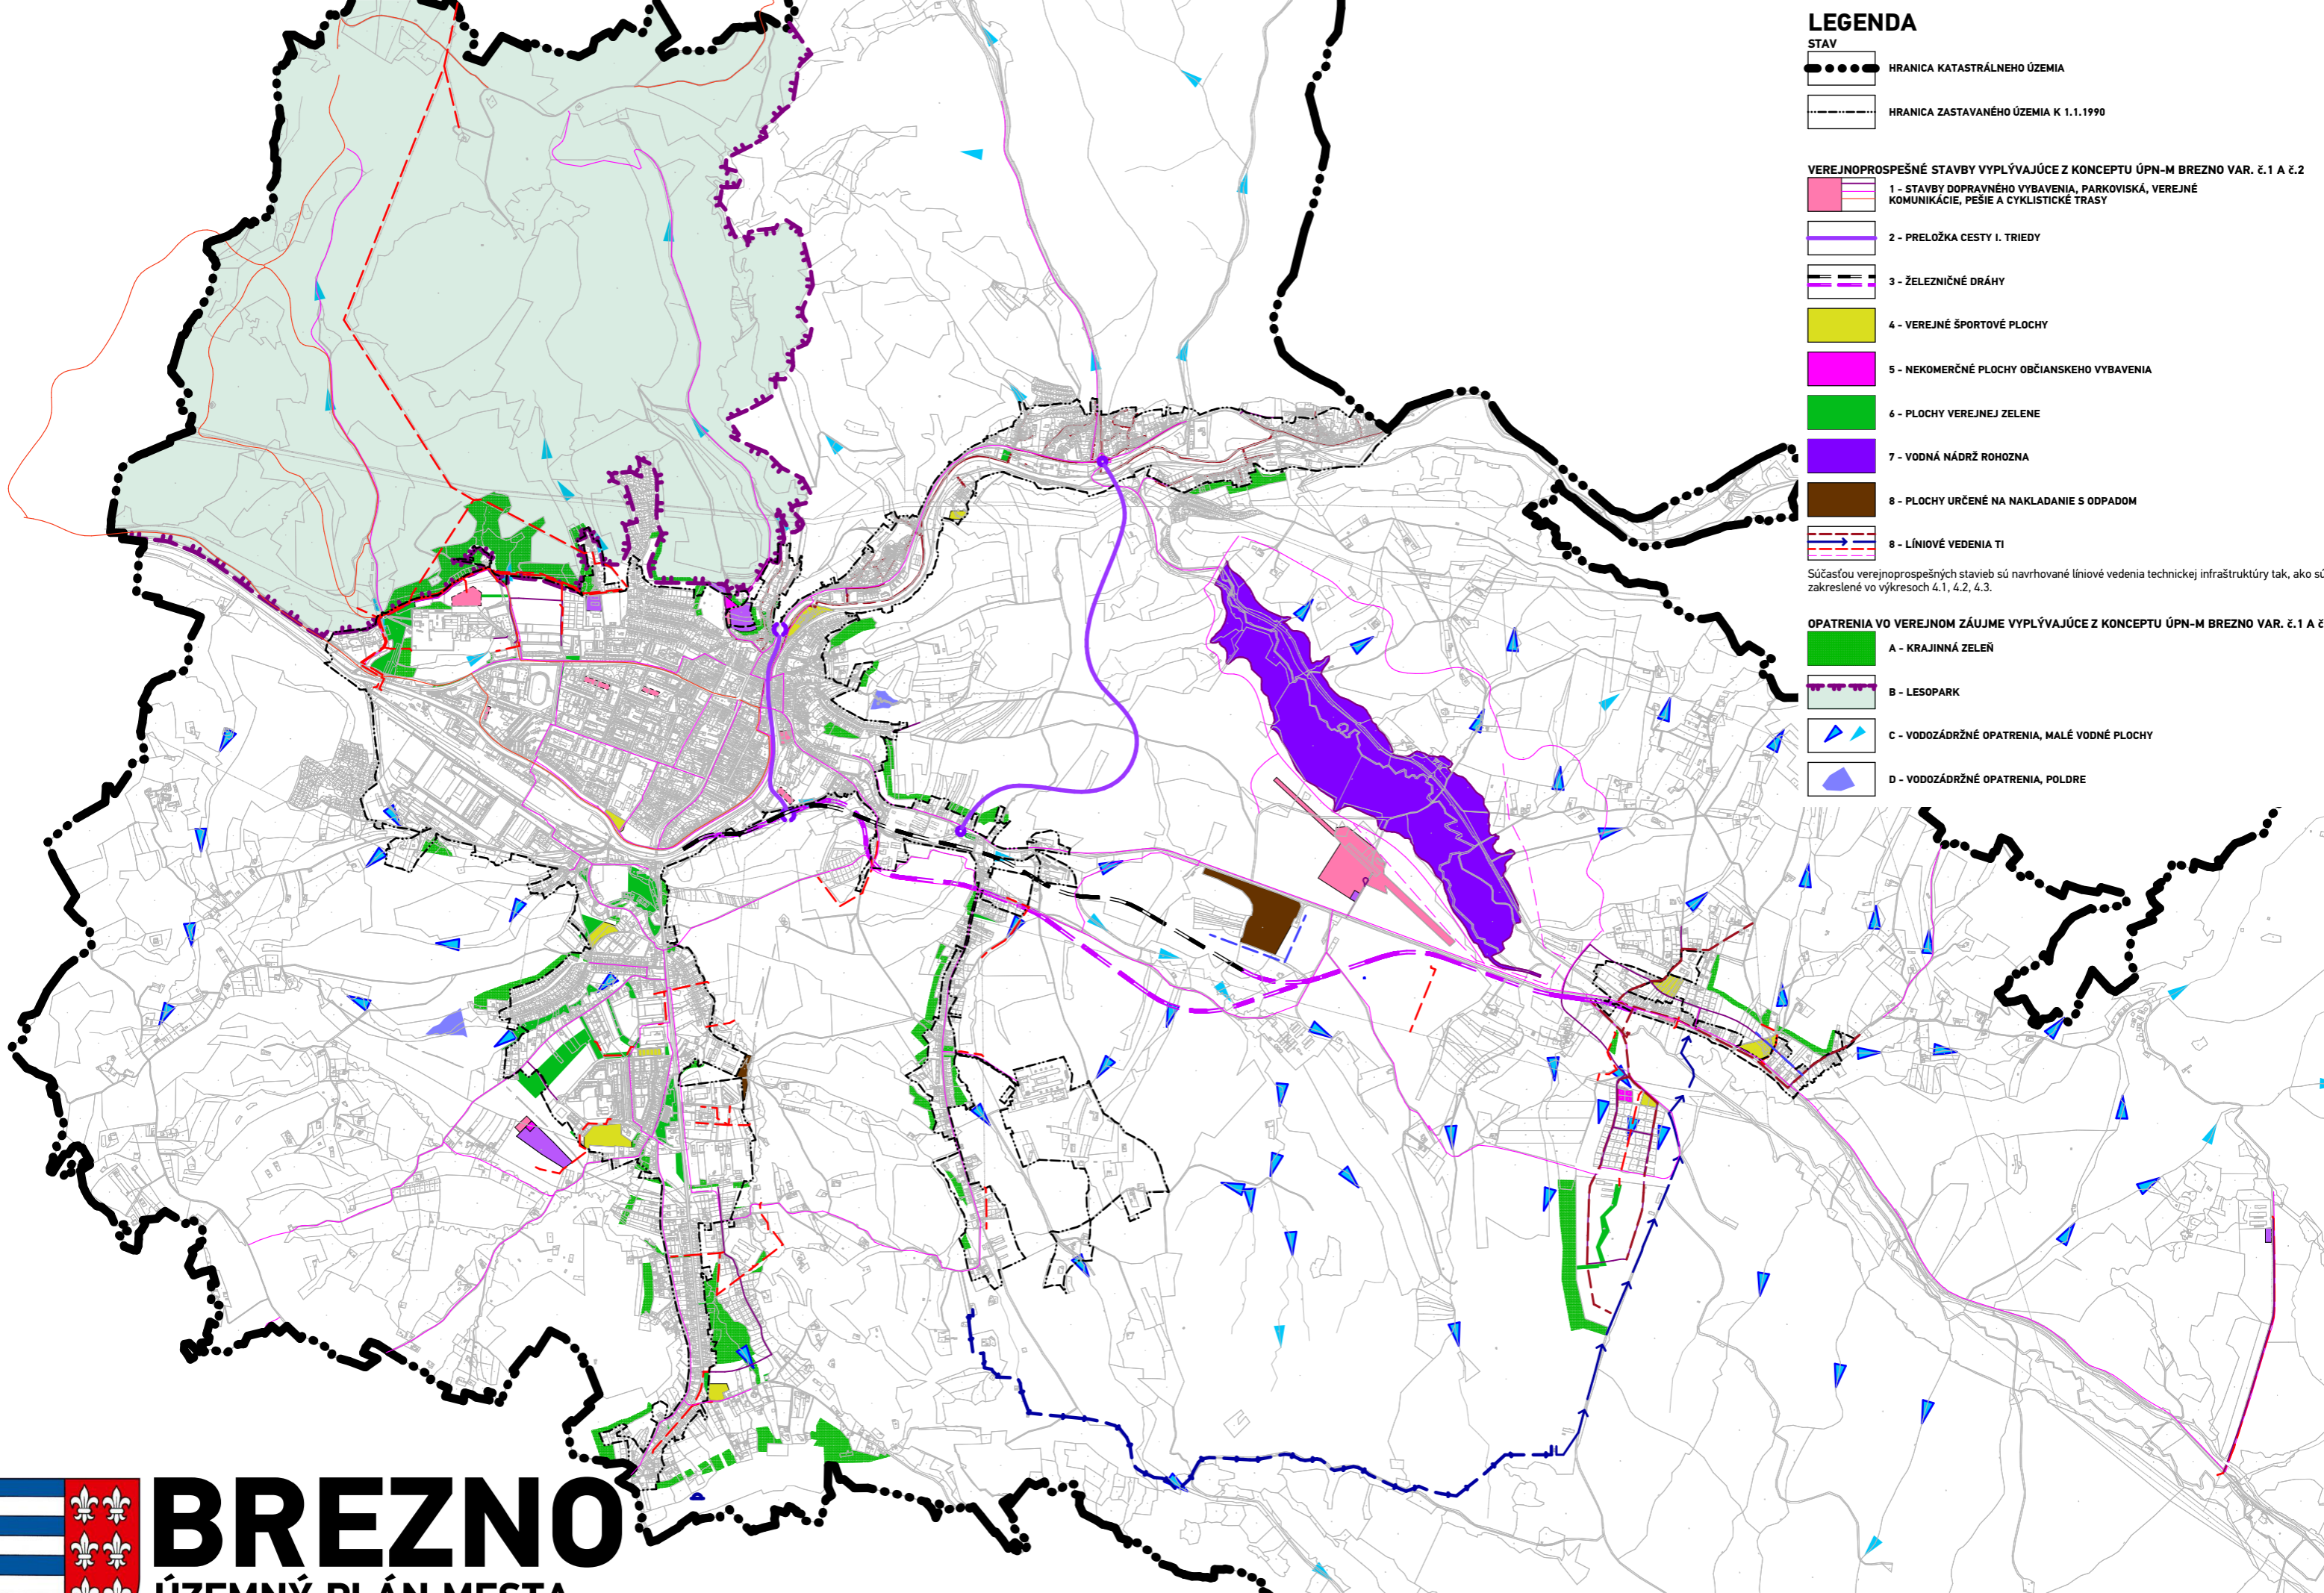 LEGENDA
STAV
HRANICA KATASTRÁLNEHO ÚZEMIA
HRANICA ZASTAVANÉHO ÚZEMIA K 1.1.1990
VEREJNOPROSPEŠNÉ STAVBY VYPLÝVAJÚCE Z KONCEPTU ÚPN-M BREZNO VAR. č.1 A č.2
1 - STAVBY DOPRAVNÉHO VYBAVENIA, PARKOVISKÁ, VEREJNÉ
KOMUNIKÁCIE, PEŠIE A CYKLISTICKÉ TRASY
2 - PRELOŽKA CESTY I. TRIEDY
3 - ŽELEZNIČNÉ DRÁHY
4 - VEREJNÉ ŠPORTOVÉ PLOCHY
5 - NEKOMERČNÉ PLOCHY OBČIANSKEHO VYBAVENIA
6 - PLOCHY VEREJNEJ ZELENE
7 - VODNÁ NÁDRŽ ROHOZNA
8 - PLOCHY URČENÉ NA NAKLADANIE S ODPADOM
8 - LÍNIOVÉ VEDENIA TI
Súčasťou verejnoprospešných stavieb sú navrhované líniové vedenia technickej infraštruktúry tak, ako sú
zakreslené vo výkresoch 4.1, 4.2, 4.3.
OPATRENIA VO VEREJNOM ZÁUJME VYPLÝVAJÚCE Z KONCEPTU ÚPN-M BREZNO VAR. č.1 A č
A - KRAJINNÁ ZELEŇ
B - LESOPARK
C - VODOZÁDRŽNÉ OPATRENIA, MALÉ VODNÉ PLOCHY
D - VODOZÁDRŽNÉ OPATRENIA, POLDRE
BREZNO
ÚZEMNÝ PLÁN MESTA